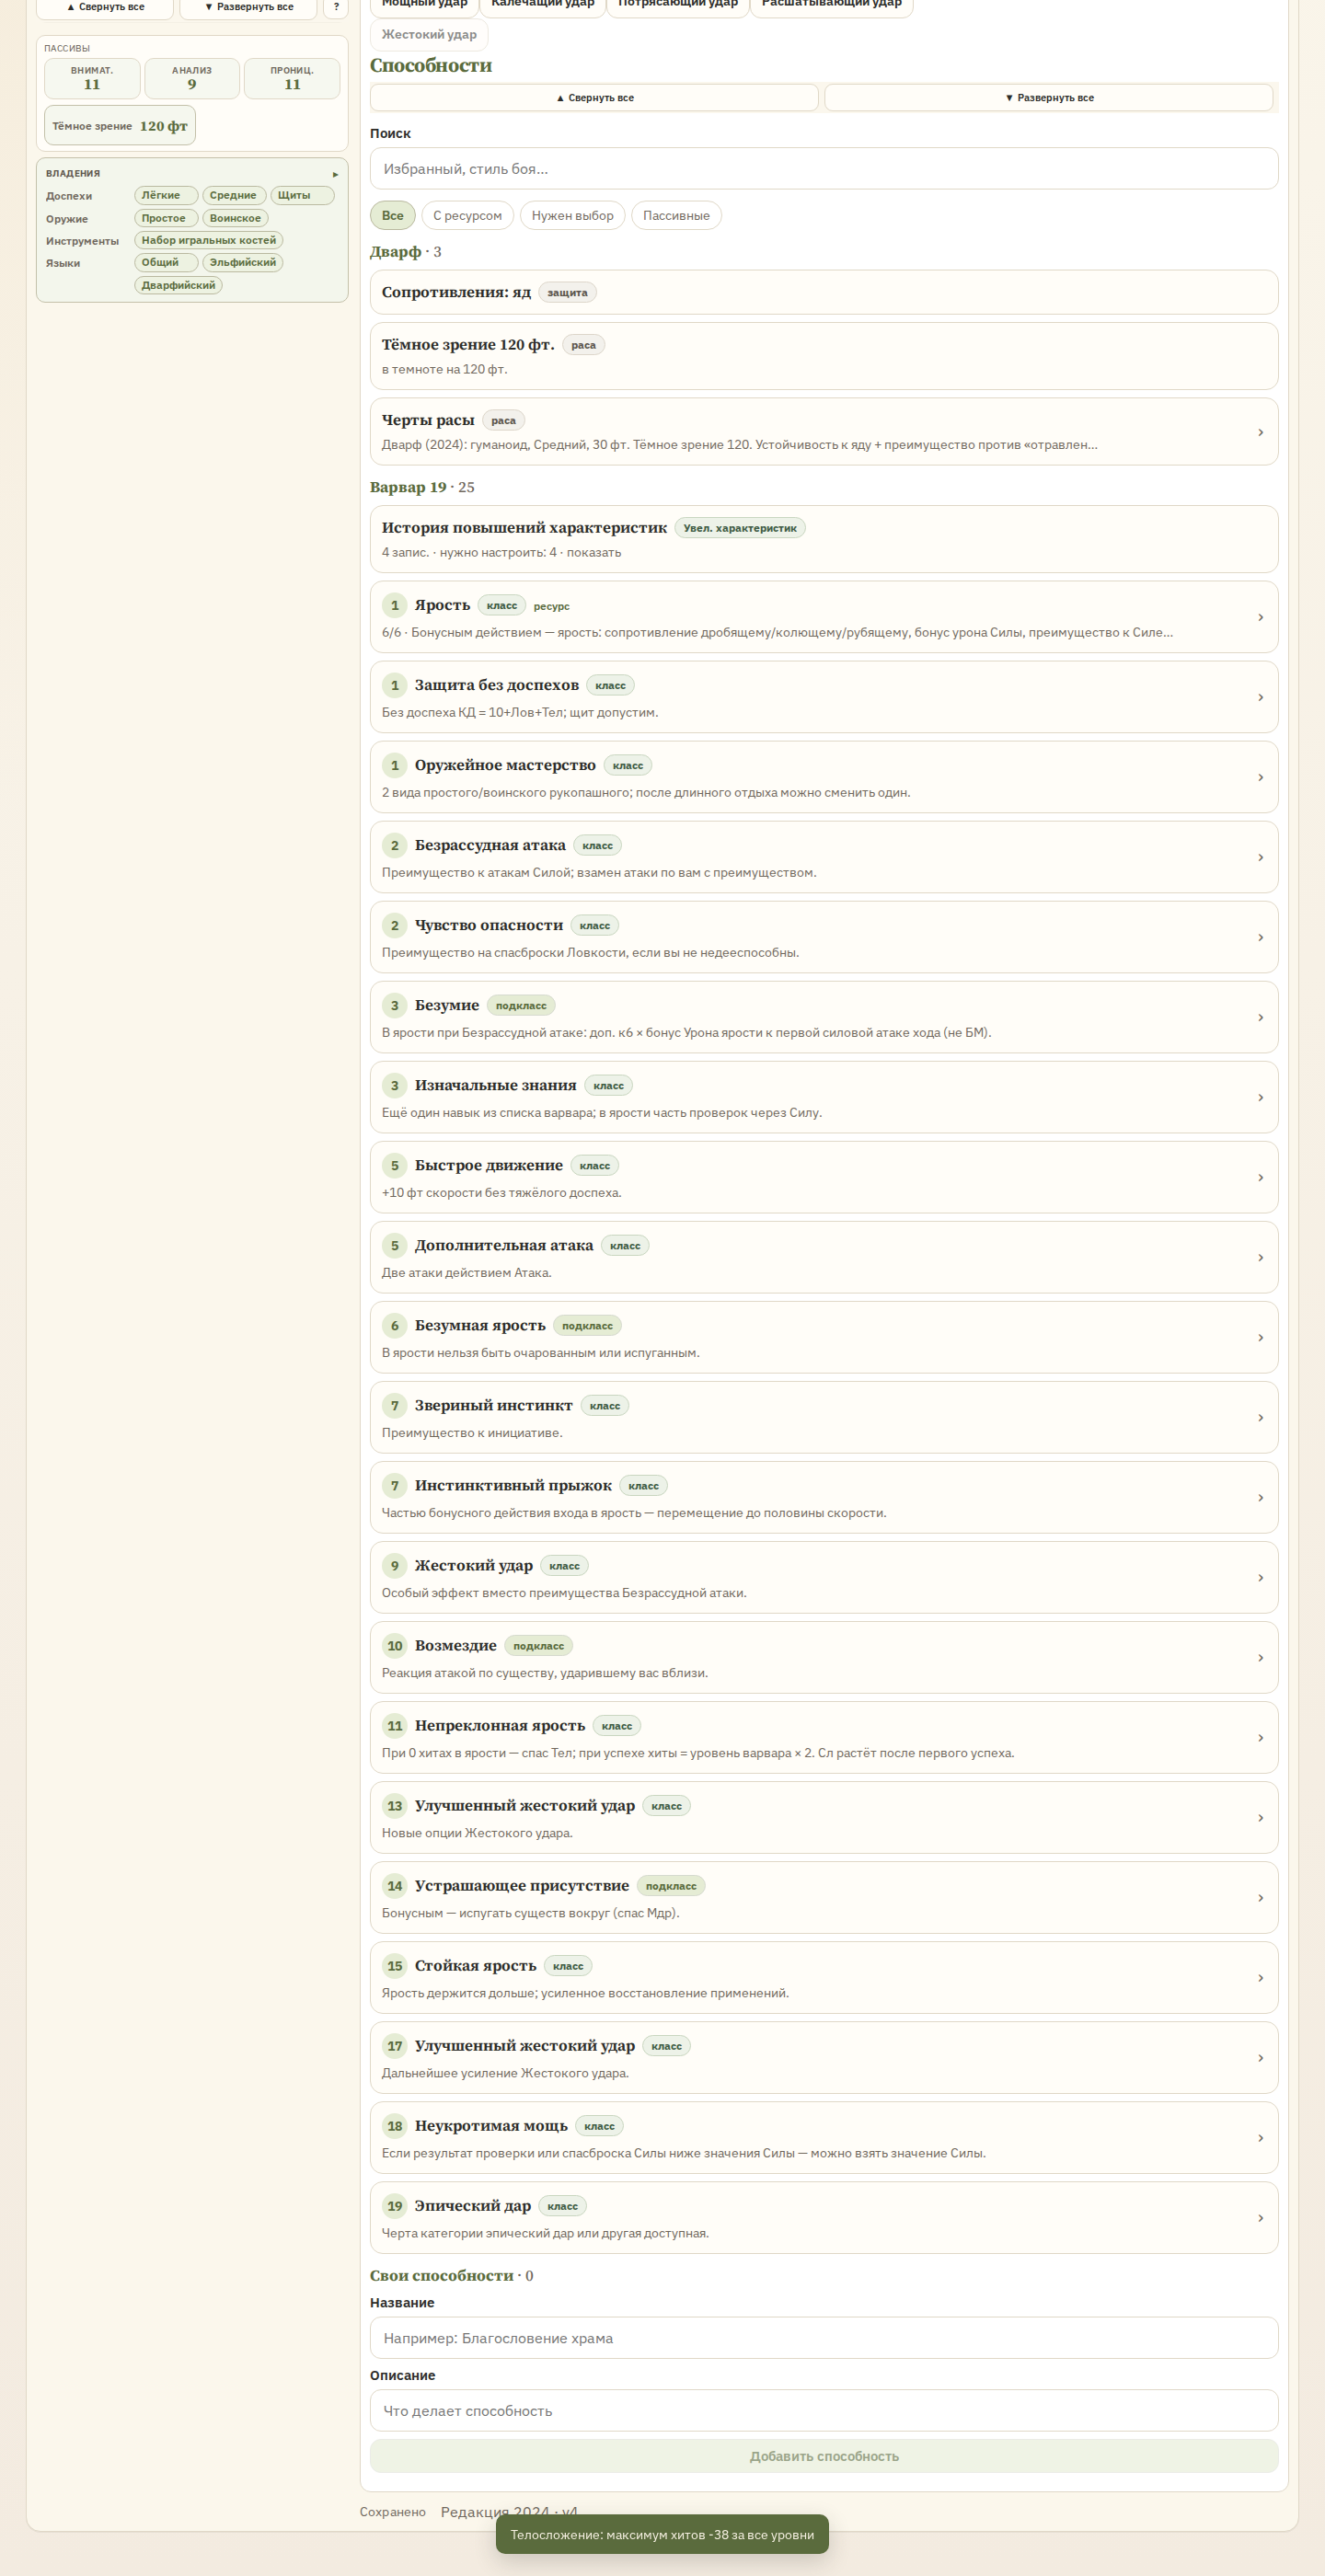 ▲ Свернуть все ▼ Развернуть все ?
ПАССИВЫ
ВНИМАТ. АНАЛИЗ ПРОНИЦ.
11 9 11
Тёмное зрение 120 фт
ВЛАДЕНИЯ ▸
Доспехи Лёгкие Средние Щиты
Оружие Простое Воинское
Инструменты Набор игральных костей
Языки Общий Эльфийский
Дварфийский
Мощный удар Калечащий удар Потрясающий удар Расшатывающий удар
Жестокий удар
Способности
▲ Свернуть все ▼ Развернуть все
Поиск
Избранный, стиль боя…
Все С ресурсом Нужен выбор Пассивные
Дварф · 3
Сопротивления: яд защита
Тёмное зрение 120 фт. раса
в темноте на 120 фт.
Черты расы раса
Дварф (2024): гуманоид, Средний, 30 фт. Тёмное зрение 120. Устойчивость к яду + преимущество против «отравлен… ›
Варвар 19 · 25
История повышений характеристик Увел. характеристик
4 запис. · нужно настроить: 4 · показать
1 Ярость класс ресурс
6/6 · Бонусным действием — ярость: сопротивление дробящему/колющему/рубящему, бонус урона Силы, преимущество к Силе… ›
1 Защита без доспехов класс
Без доспеха КД = 10+Лов+Тел; щит допустим. ›
1 Оружейное мастерство класс
2 вида простого/воинского рукопашного; после длинного отдыха можно сменить один. ›
2 Безрассудная атака класс
Преимущество к атакам Силой; взамен атаки по вам с преимуществом. ›
2 Чувство опасности класс
Преимущество на спасброски Ловкости, если вы не недееспособны. ›
3 Безумие подкласс
В ярости при Безрассудной атаке: доп. к6 × бонус Урона ярости к первой силовой атаке хода (не БМ). ›
3 Изначальные знания класс
Ещё один навык из списка варвара; в ярости часть проверок через Силу. ›
5 Быстрое движение класс
+10 фт скорости без тяжёлого доспеха. ›
5 Дополнительная атака класс
Две атаки действием Атака. ›
6 Безумная ярость подкласс
В ярости нельзя быть очарованным или испуганным. ›
7 Звериный инстинкт класс
Преимущество к инициативе. ›
7 Инстинктивный прыжок класс
Частью бонусного действия входа в ярость — перемещение до половины скорости. ›
9 Жестокий удар класс
Особый эффект вместо преимущества Безрассудной атаки. ›
10 Возмездие подкласс
Реакция атакой по существу, ударившему вас вблизи. ›
11 Непреклонная ярость класс
При 0 хитах в ярости — спас Тел; при успехе хиты = уровень варвара × 2. Сл растёт после первого успеха. ›
13 Улучшенный жестокий удар класс
Новые опции Жестокого удара. ›
14 Устрашающее присутствие подкласс
Бонусным — испугать существ вокруг (спас Мдр). ›
15 Стойкая ярость класс
Ярость держится дольше; усиленное восстановление применений. ›
17 Улучшенный жестокий удар класс
Дальнейшее усиление Жестокого удара. ›
18 Неукротимая мощь класс
Если результат проверки или спасброска Силы ниже значения Силы — можно взять значение Силы. ›
19 Эпический дар класс
Черта категории эпический дар или другая доступная. ›
Свои способности · 0
Название
Например: Благословение храма
Описание
Что делает способность
Добавить способность
Сохранено Редакция 2024 · v4
Телосложение: максимум хитов -38 за все уровни